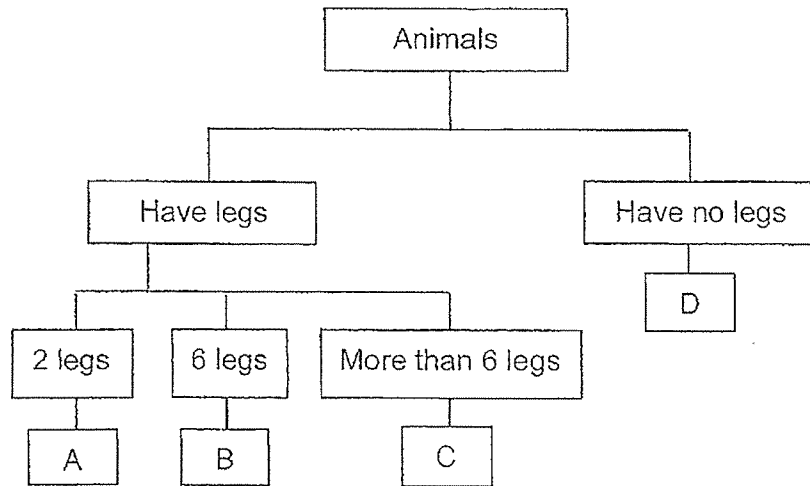 Animals
Have legs
Have no legs
D
2 legs
6 legs
More than 6 legs
A
B
C